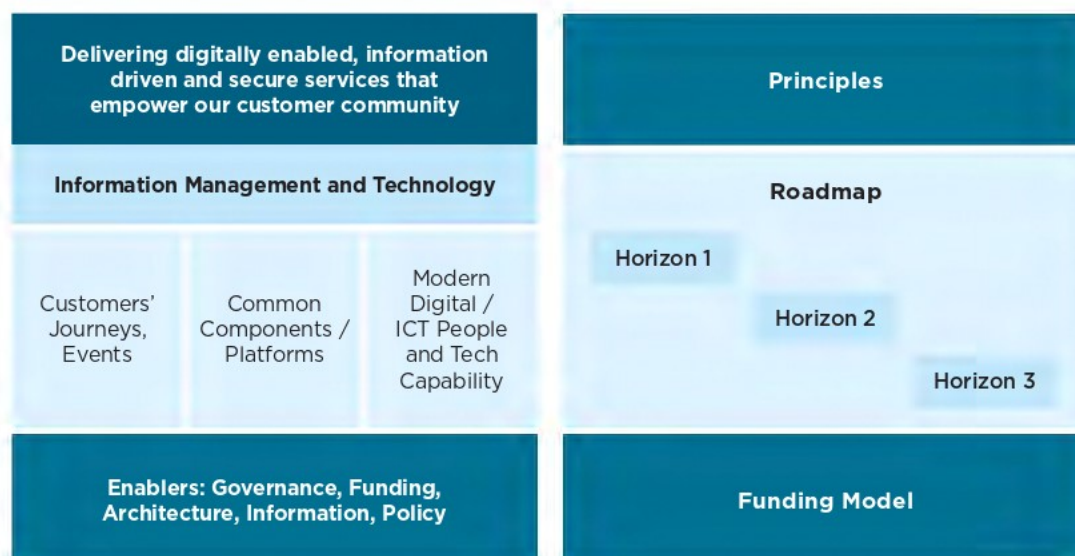 Delivering digitally enabled, information
driven and secure services that
empower our customer community
Information Management and Technology
Customers’
Journeys,
Events
Common
Components /
Platforms
Modern
Digital /
ICT People
and Tech
Capability
Enablers: Governance, Funding,
Architecture, Information, Policy
Principles
Roadmap
Horizon 1
Horizon 2
Horizon 3
Funding Model